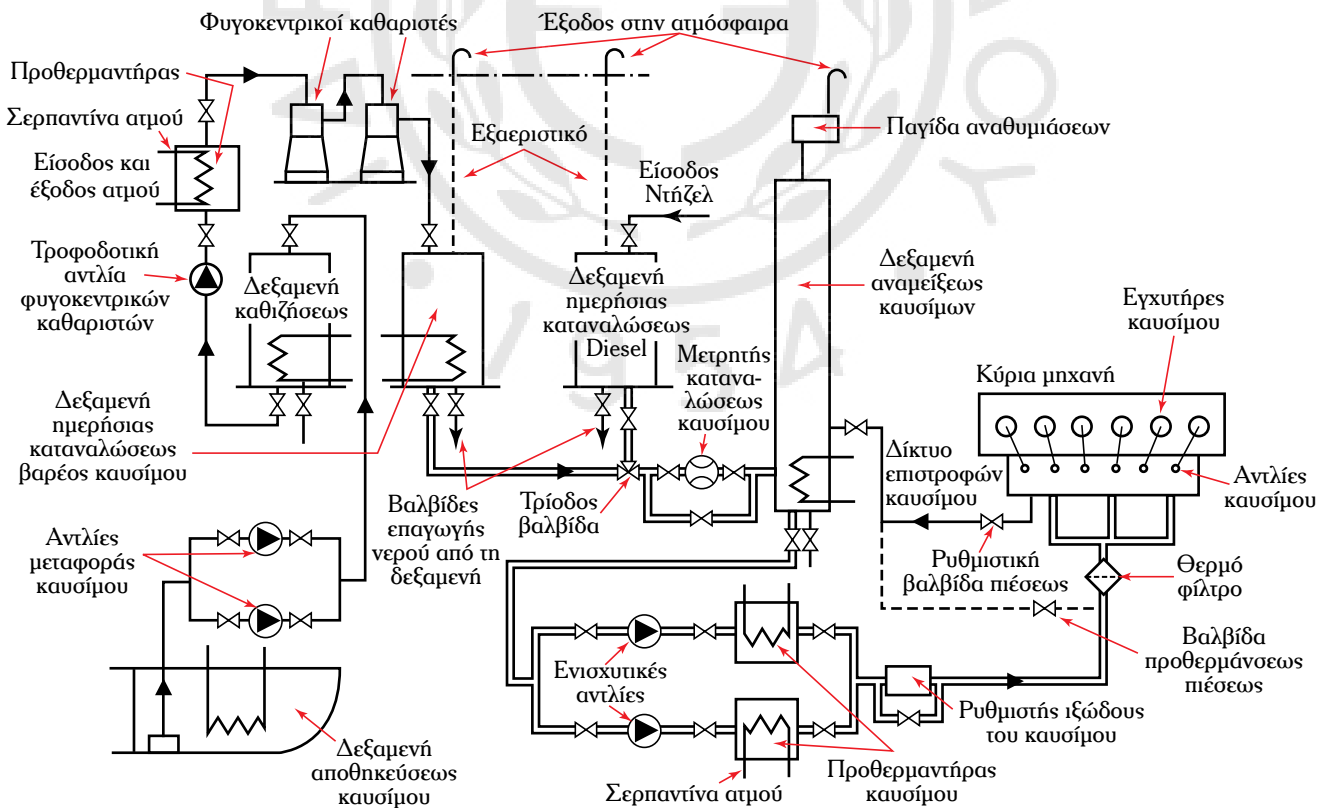 Φυγοκεντρικοί καθαριστές
Έξοδος στην ατμόσφαιρα
Προθερμαντήρας
Σερπαντίνα ατμού
Είσοδος και
έξοδος ατμού
Εξαεριστικό
Παγίδα αναθυμιάσεων
Είσοδος
Ντήζελ
Τροφοδοτική
αντλία
φυγοκεντρικών
καθαριστών
Δεξαμενή
καθιζήσεως
Δεξαμενή
ημερήσιας
καταναλώσεως
Diesel
Δεξαμενή
αναμείξεως
καυσίμων
Εγχυτήρες
καυσίμου
Μετρητής
κατανα-
λώσεως
καυσίμου
Κύρια μηχανή
Δεξαμενή
ημερήσιας
καταναλώσεως
βαρέος καυσίμου
Βαλβίδες
επαγωγής
νερού από τη
δεξαμενή
Τρίοδος
βαλβίδα
Δίκτυο
επιστροφών
καυσίμου
Αντλίες
καυσίμου
Αντλίες
μεταφοράς
καυσίμου
Ρυθμιστική
βαλβίδα πιέσεως
Θερμό
φίλτρο
Βαλβίδα
προθερμάνσεως
πιέσεως
Ενισχυτικές
αντλίες
Ρυθμιστής ιξώδους
του καυσίμου
Δεξαμενή
αποθηκεύσεως
καυσίμου
Σερπαντίνα ατμού
Προθερμαντήρας
καυσίμου
1954